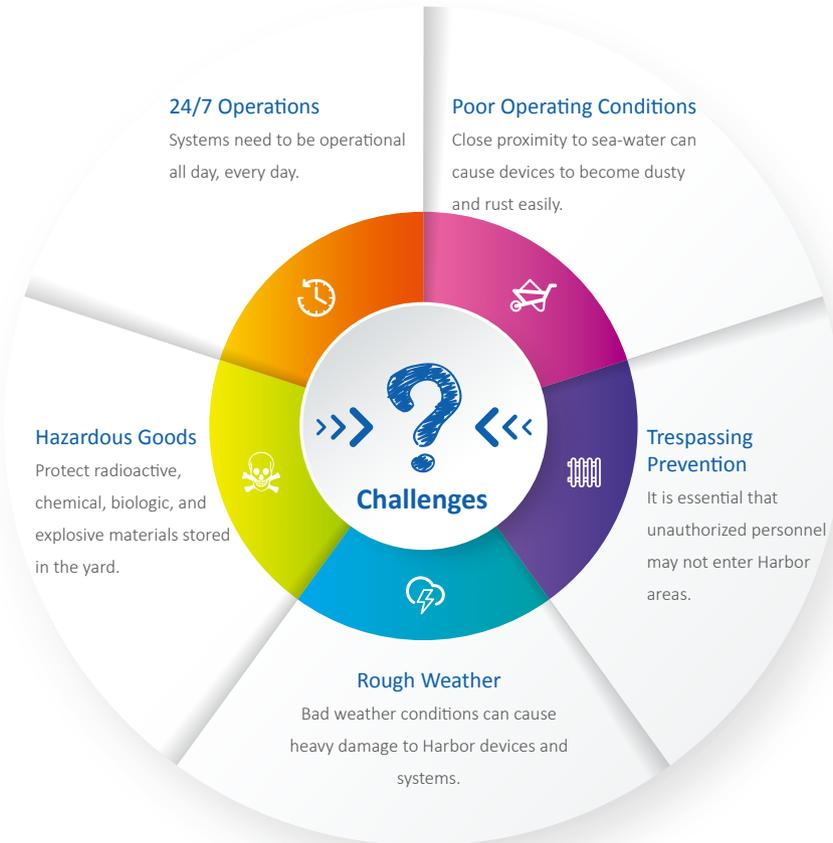 24/7 Operations
Systems need to be operational
all day, every day.
Poor Operating Conditions
Close proximity to sea-water can
cause devices to become dusty
and rust easily.
Hazardous Goods
Protect radioactive,
chemical, biologic, and
explosive materials stored
in the yard.
Challenges
Trespassing
Prevention
It is essential that
unauthorized personnel
may not enter Harbor
areas.
Rough Weather
Bad weather conditions can cause
heavy damage to Harbor devices and
systems.